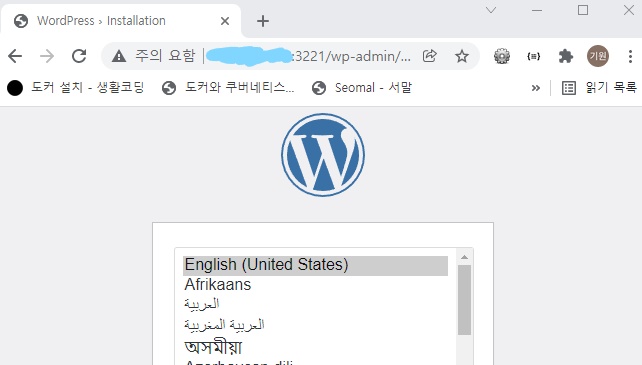 WordPress › Installation
주의 요함 :3221/wp-admin/...
기원
도커 설치 - 생활코딩 도커와 쿠버네티스... Seomal - 서말 » 읽기 목록
W
English (United States)
Afrikaans
العربية
العربية المغربية
অসমীয়া